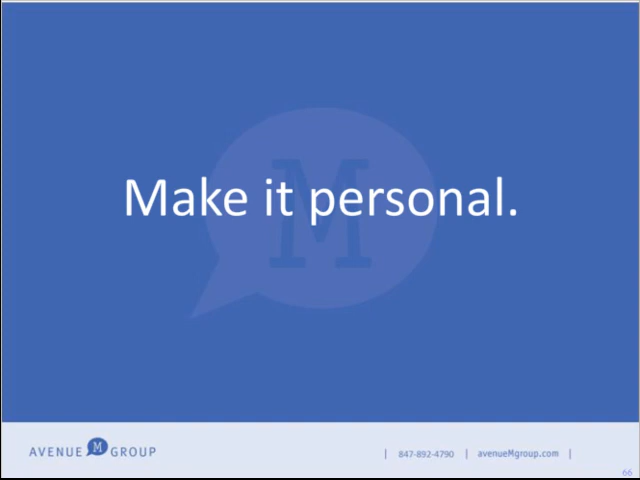 M
Make it personal.
AVENUE M GROUP
| 847-892-4790 | avenueMgroup.com |
66